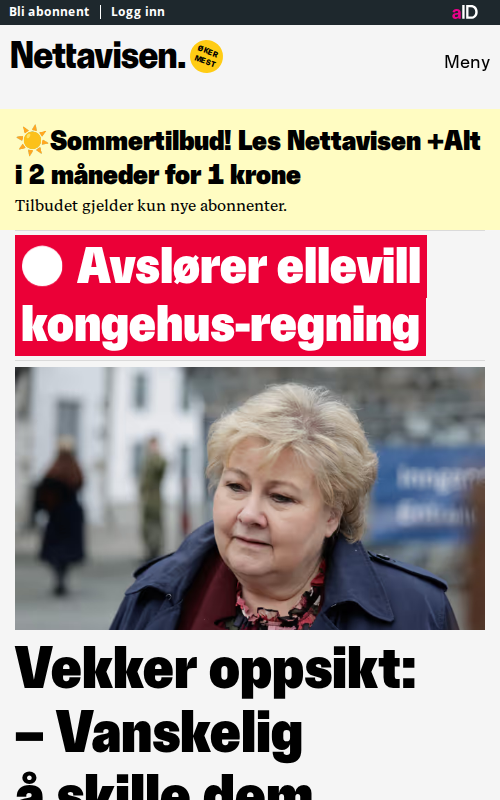 Bli abonnent | Logg inn
aID
Nettavisen.
ØKER
MEST
Meny
☀️Sommertilbud! Les Nettavisen +Alt
i 2 måneder for 1 krone
Tilbudet gjelder kun nye abonnenter.
Avslører ellevill
kongehus-regning
Vekker oppsikt:
– Vanskelig
å skille dem